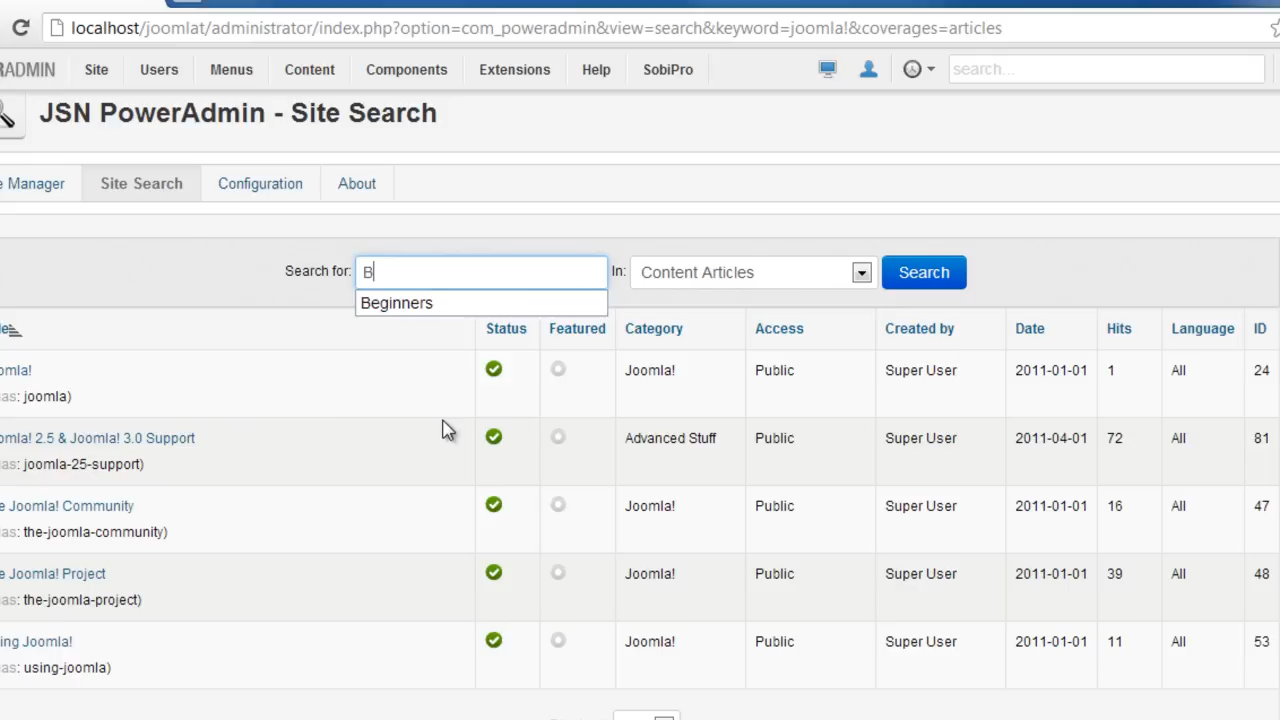 localhost/joomlat/administrator/index.php?option=com_poweradmin&view=search&keyword=joomla!&coverages=articles
RADMIN Site Users Menus Content Components Extensions Help SobiPro search...
JSN PowerAdmin - Site Search
e Manager Site Search Configuration About
Search for: B In: Content Articles Search
Beginners
le Status Featured Category Access Created by Date Hits Language ID
omla! Joomla! Public Super User 2011-01-01 1 All 24
as: joomla)
omla! 2.5 & Joomla! 3.0 Support Advanced Stuff Public Super User 2011-04-01 72 All 81
as: joomla-25-support)
e Joomla! Community Joomla! Public Super User 2011-01-01 16 All 47
as: the-joomla-community)
e Joomla! Project Joomla! Public Super User 2011-01-01 39 All 48
as: the-joomla-project)
ing Joomla! Joomla! Public Super User 2011-01-01 11 All 53
as: using-joomla)